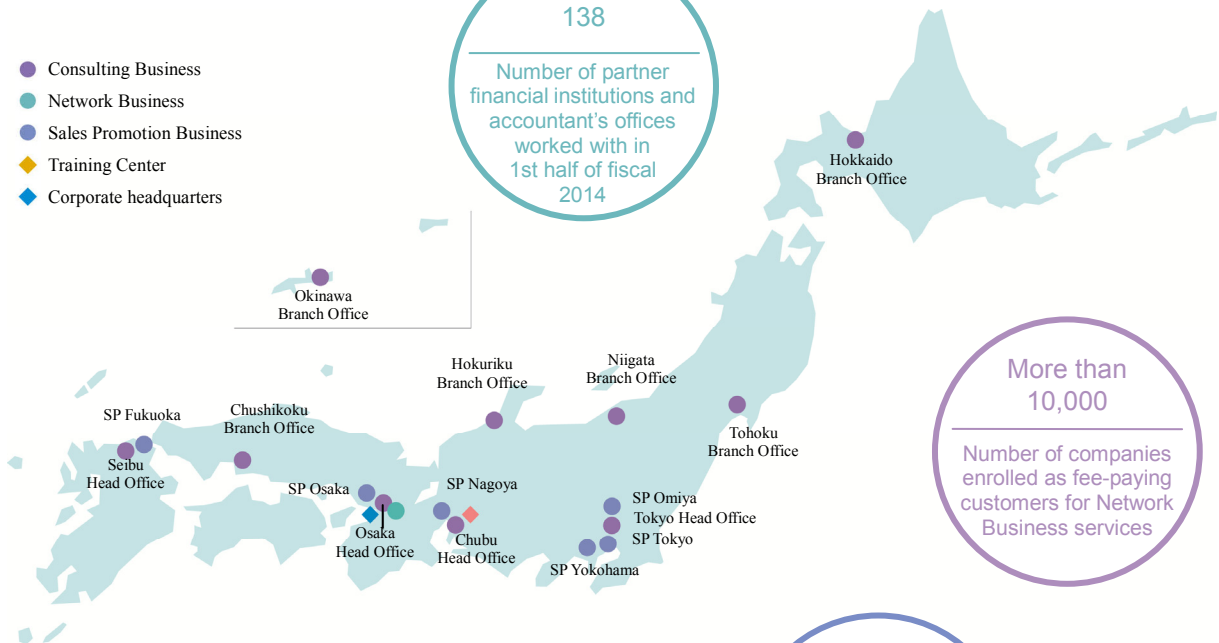 138
Number of partner
financial institutions and
accountant's offices
worked with in
1st half of fiscal
2014
Consulting Business
Network Business
Sales Promotion Business
Training Center
Corporate headquarters
Hokkaido
Branch Office
Okinawa
Branch Office
Hokuriku
Branch Office
Niigata
Branch Office
More than
10,000
Number of companies
enrolled as fee-paying
customers for Network
Business services
SP Fukuoka
Chushikoku
Branch Office
Tohoku
Branch Office
Seibu
Head Office
SP Osaka
SP Nagoya
SP Omiya
Tokyo Head Office
SP Tokyo
Osaka
Head Office
Chubu
Head Office
SP Yokohama